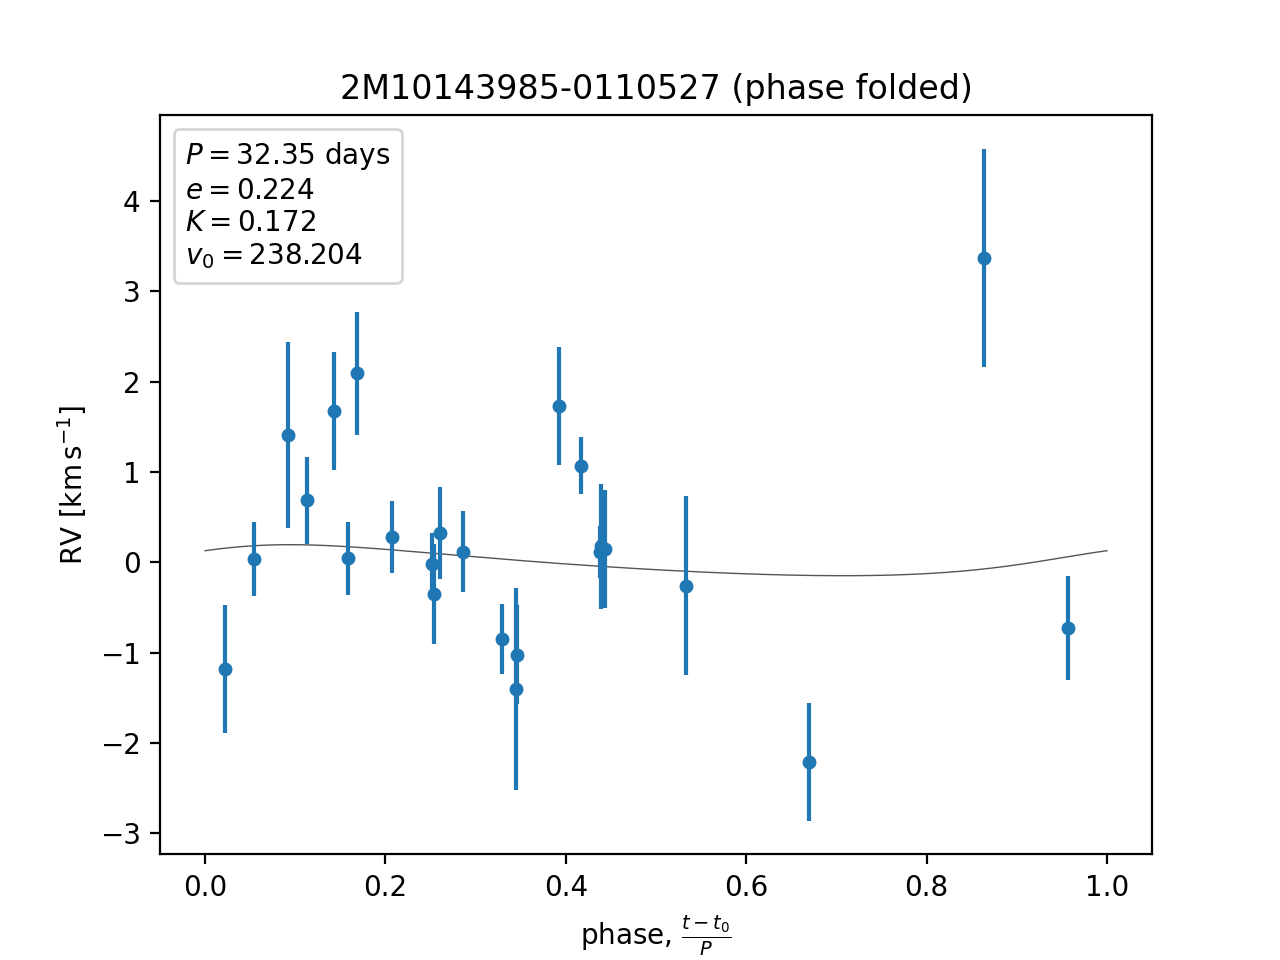 2M10143985-0110527 (phase folded)
P = 32.35 days
e = 0.224
K = 0.172
v₀ = 238.204
4
3
2
1
0
−1
−2
−3
RV [km s⁻¹]
0.0 0.2 0.4 0.6 0.8 1.0
phase, (t − t₀)/P